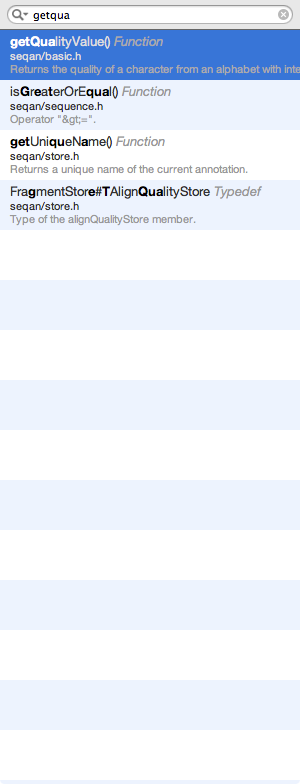 getqua
getQualityValue() Function
seqan/basic.h
Returns the quality of a character from an alphabet with inte
isGreaterOrEqual() Function
seqan/sequence.h
Operator "&gt;=".
getUniqueName() Function
seqan/store.h
Returns a unique name of the current annotation.
FragmentStore#TAlignQualityStore Typedef
seqan/store.h
Type of the alignQualityStore member.